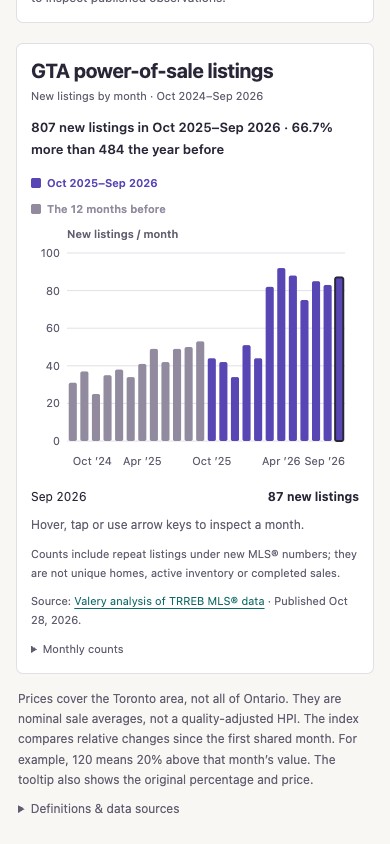 GTA power-of-sale listings
New listings by month · Oct 2024–Sep 2026
807 new listings in Oct 2025–Sep 2026 · 66.7%
more than 484 the year before
Oct 2025–Sep 2026
The 12 months before
New listings / month
100
80
60
40
20
0
Oct ’24 Apr ’25 Oct ’25 Apr ’26 Sep ’26
Sep 2026 87 new listings
Hover, tap or use arrow keys to inspect a month.
Counts include repeat listings under new MLS® numbers; they
are not unique homes, active inventory or completed sales.
Source: Valery analysis of TRREB MLS® data · Published Oct
28, 2026.
▶ Monthly counts
Prices cover the Toronto area, not all of Ontario. They are
nominal sale averages, not a quality-adjusted HPI. The index
compares relative changes since the first shared month. For
example, 120 means 20% above that month’s value. The
tooltip also shows the original percentage and price.
▶ Definitions & data sources